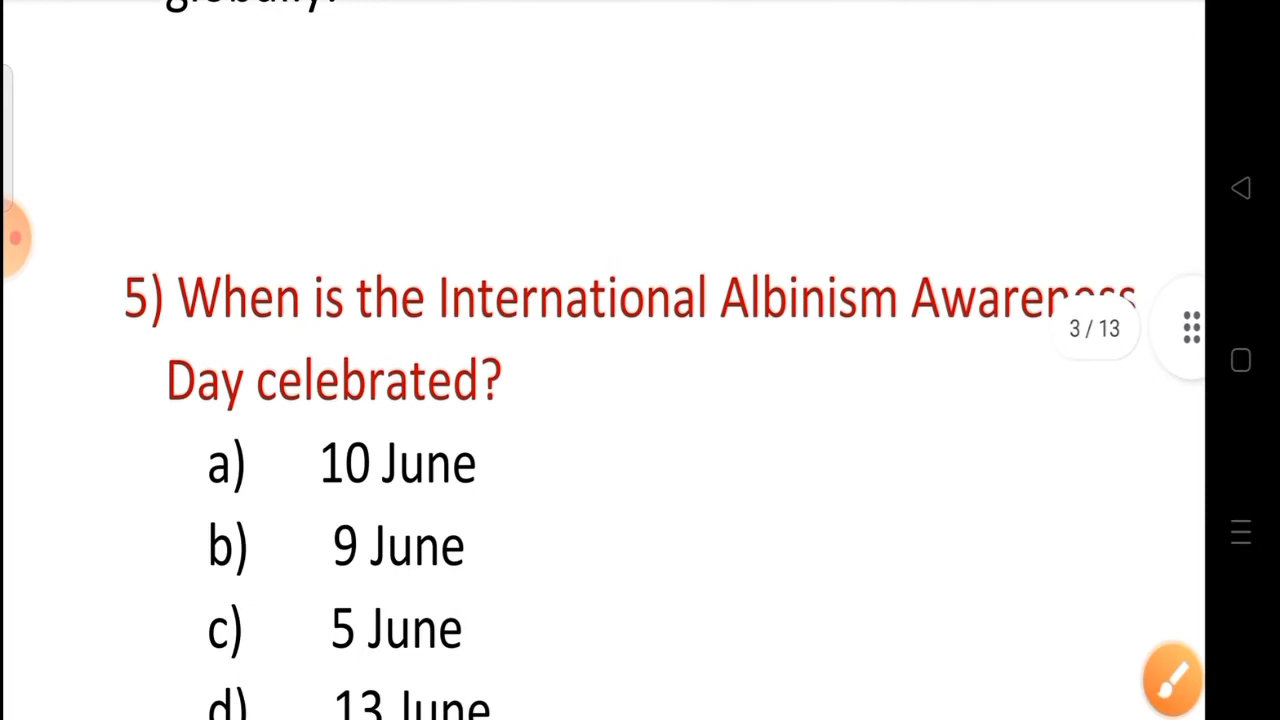 globally.
5) When is the International Albinism Awareness
3 / 13
Day celebrated?
a) 10 June
b) 9 June
c) 5 June
d) 13 June